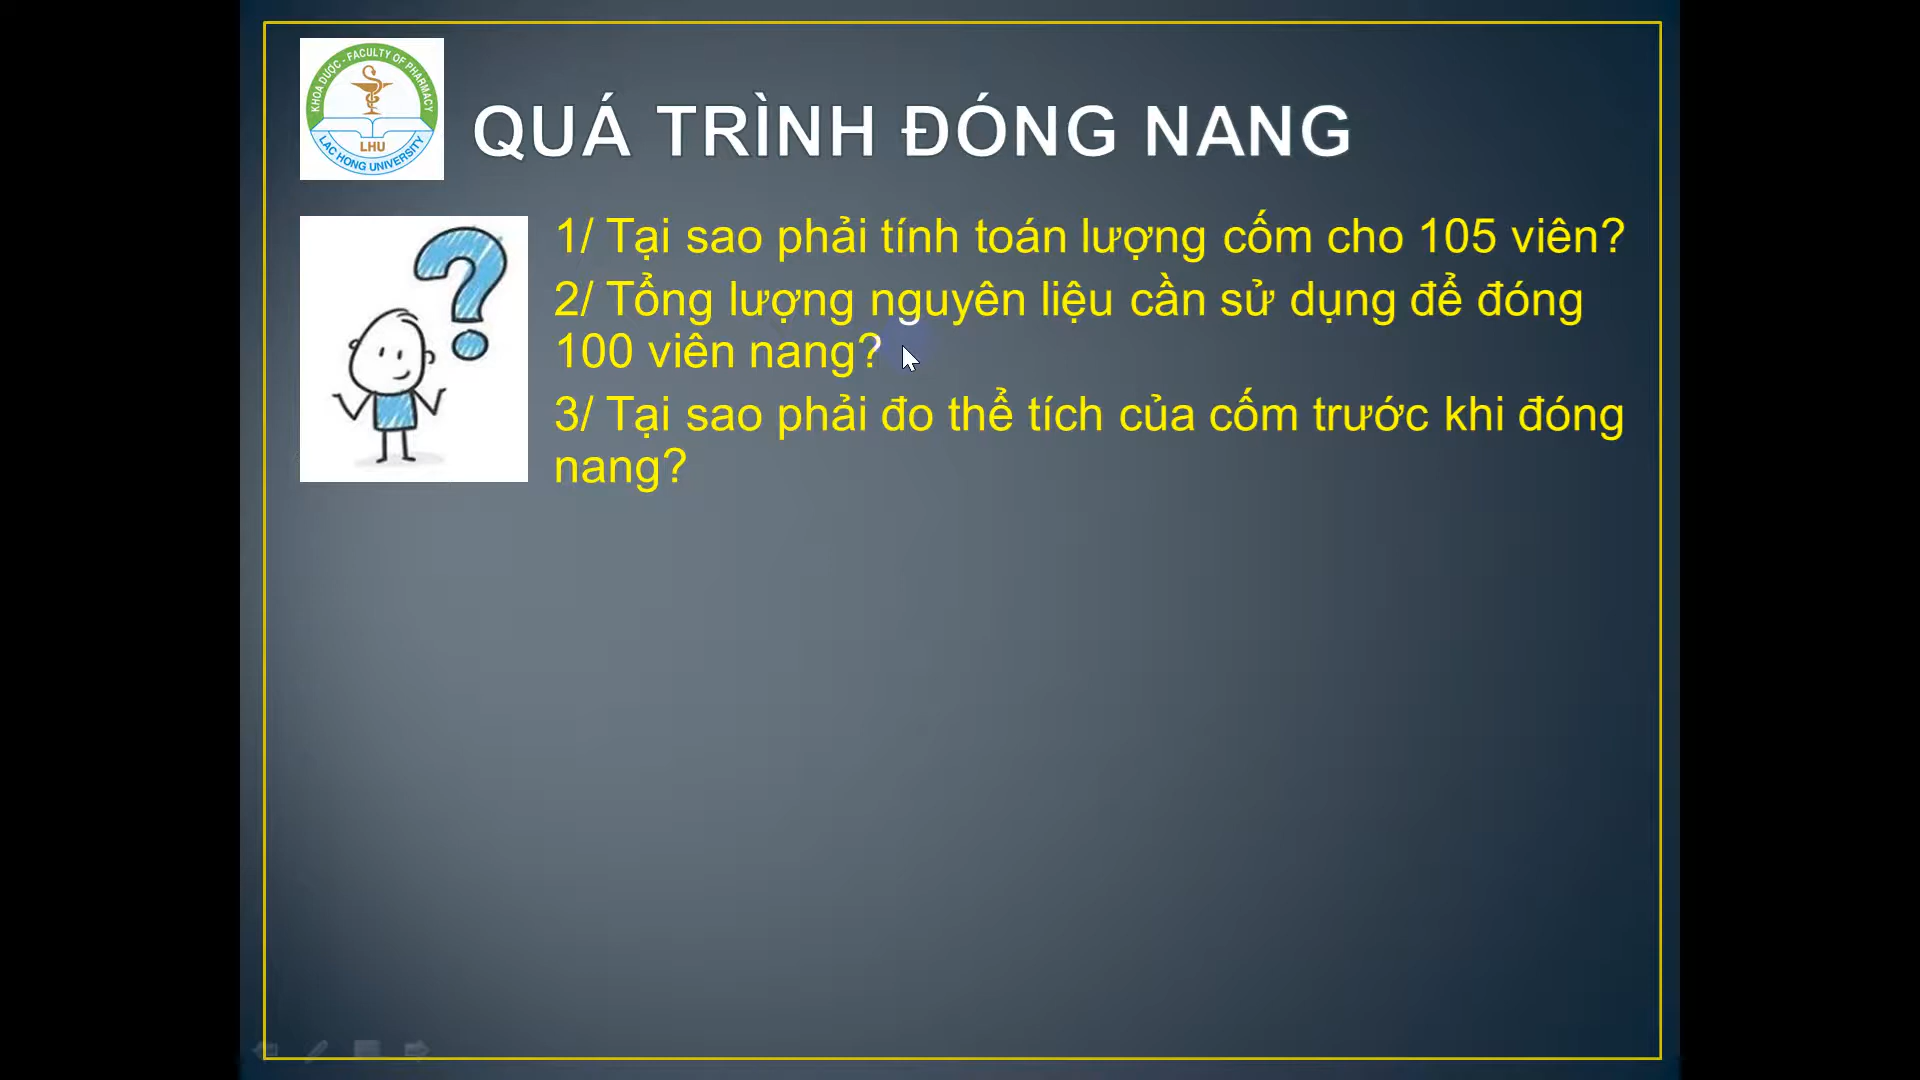 KHOA DƯỢC - FACULTY OF PHARMACY
LHU
LAC HONG UNIVERSITY
QUÁ TRÌNH ĐÓNG NANG
1/ Tại sao phải tính toán lượng cốm cho 105 viên?
2/ Tổng lượng nguyên liệu cần sử dụng để đóng
100 viên nang?
3/ Tại sao phải đo thể tích của cốm trước khi đóng
nang?